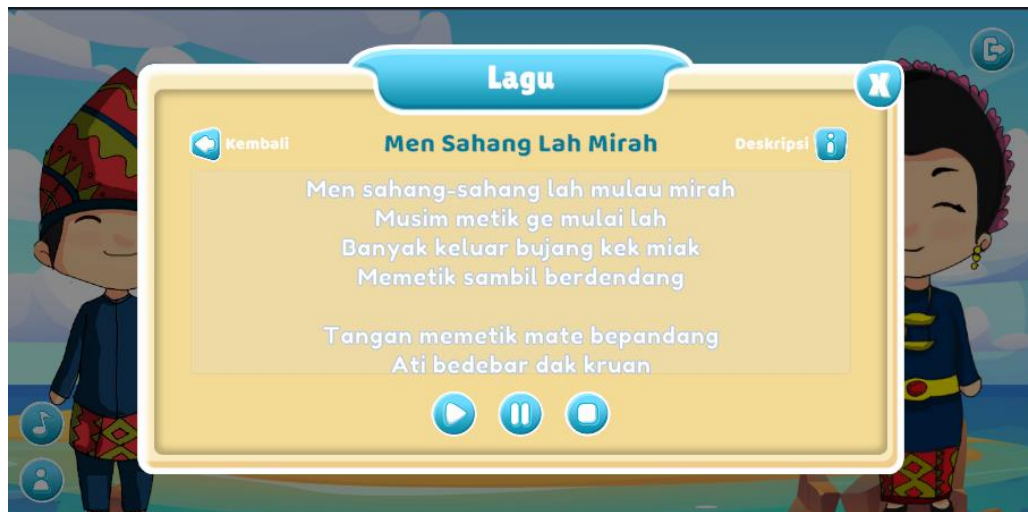 Lagu
X
Kembali
Men Sahang Lah Mirah
Deskripsi i
Men sahang-sahang lah mulau mirah
Musim metik ge mulai lah
Banyak keluar bujang kek miak
Memetik sambil berdendang
Tangan memetik mate bepandang
Ati bedebar dak kruan